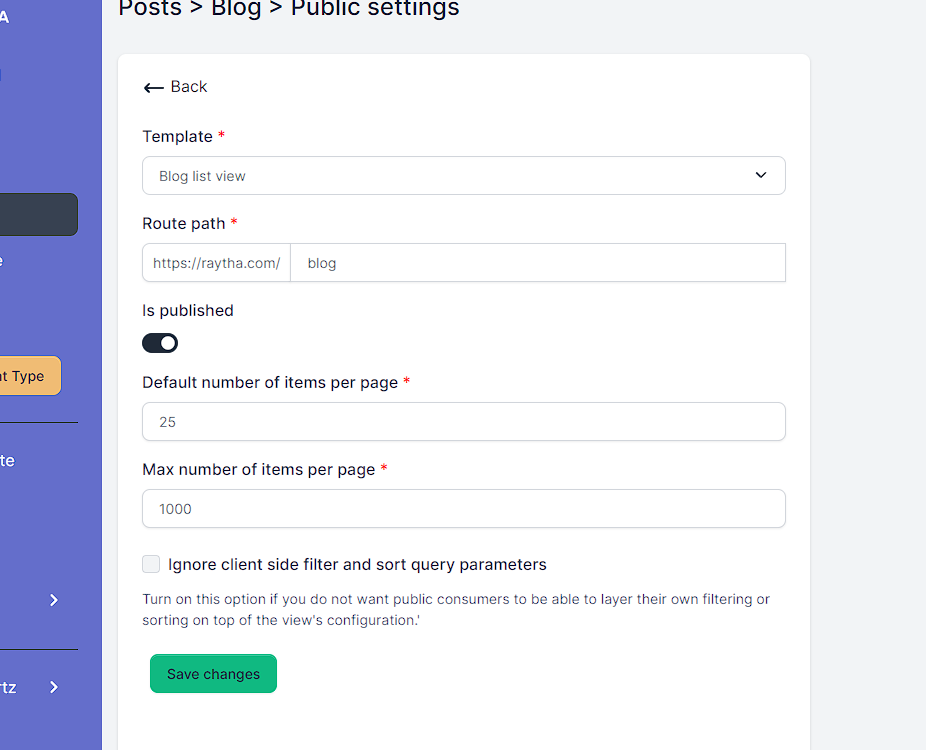 Posts > Blog > Public settings
Back
Template *
Blog list view
Route path *
https://raytha.com/ blog
Is published
Default number of items per page *
25
Max number of items per page *
1000
Ignore client side filter and sort query parameters
Turn on this option if you do not want public consumers to be able to layer their own filtering or
sorting on top of the view's configuration.'
Save changes
A
e
t Type
te
rtz